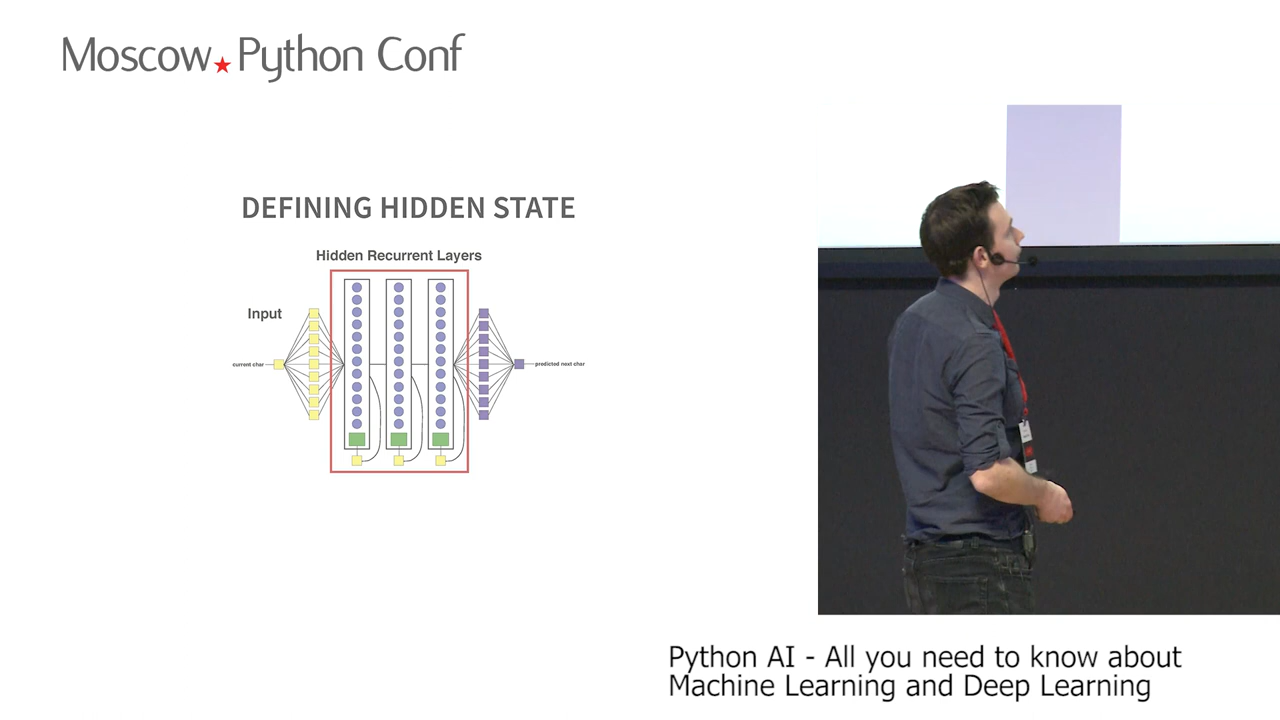 Moscow Python Conf
DEFINING HIDDEN STATE
Hidden Recurrent Layers
Input
current char
predicted next char
Python AI - All you need to know about
Machine Learning and Deep Learning